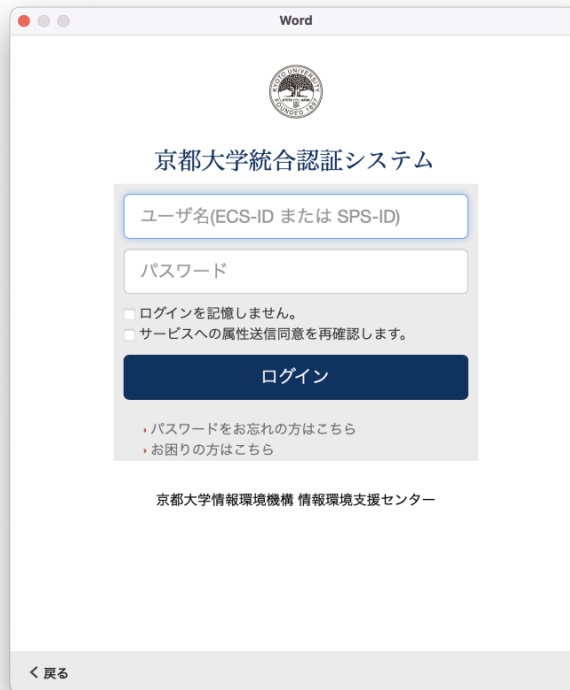 Word
KYOTO UNIVERSITY
FOUNDED 1897
京都大学統合認証システム
ユーザ名(ECS-ID または SPS-ID)
パスワード
ログインを記憶しません。
サービスへの属性送信同意を再確認します。
ログイン
› パスワードをお忘れの方はこちら
› お困りの方はこちら
京都大学情報環境機構 情報環境支援センター
戻る